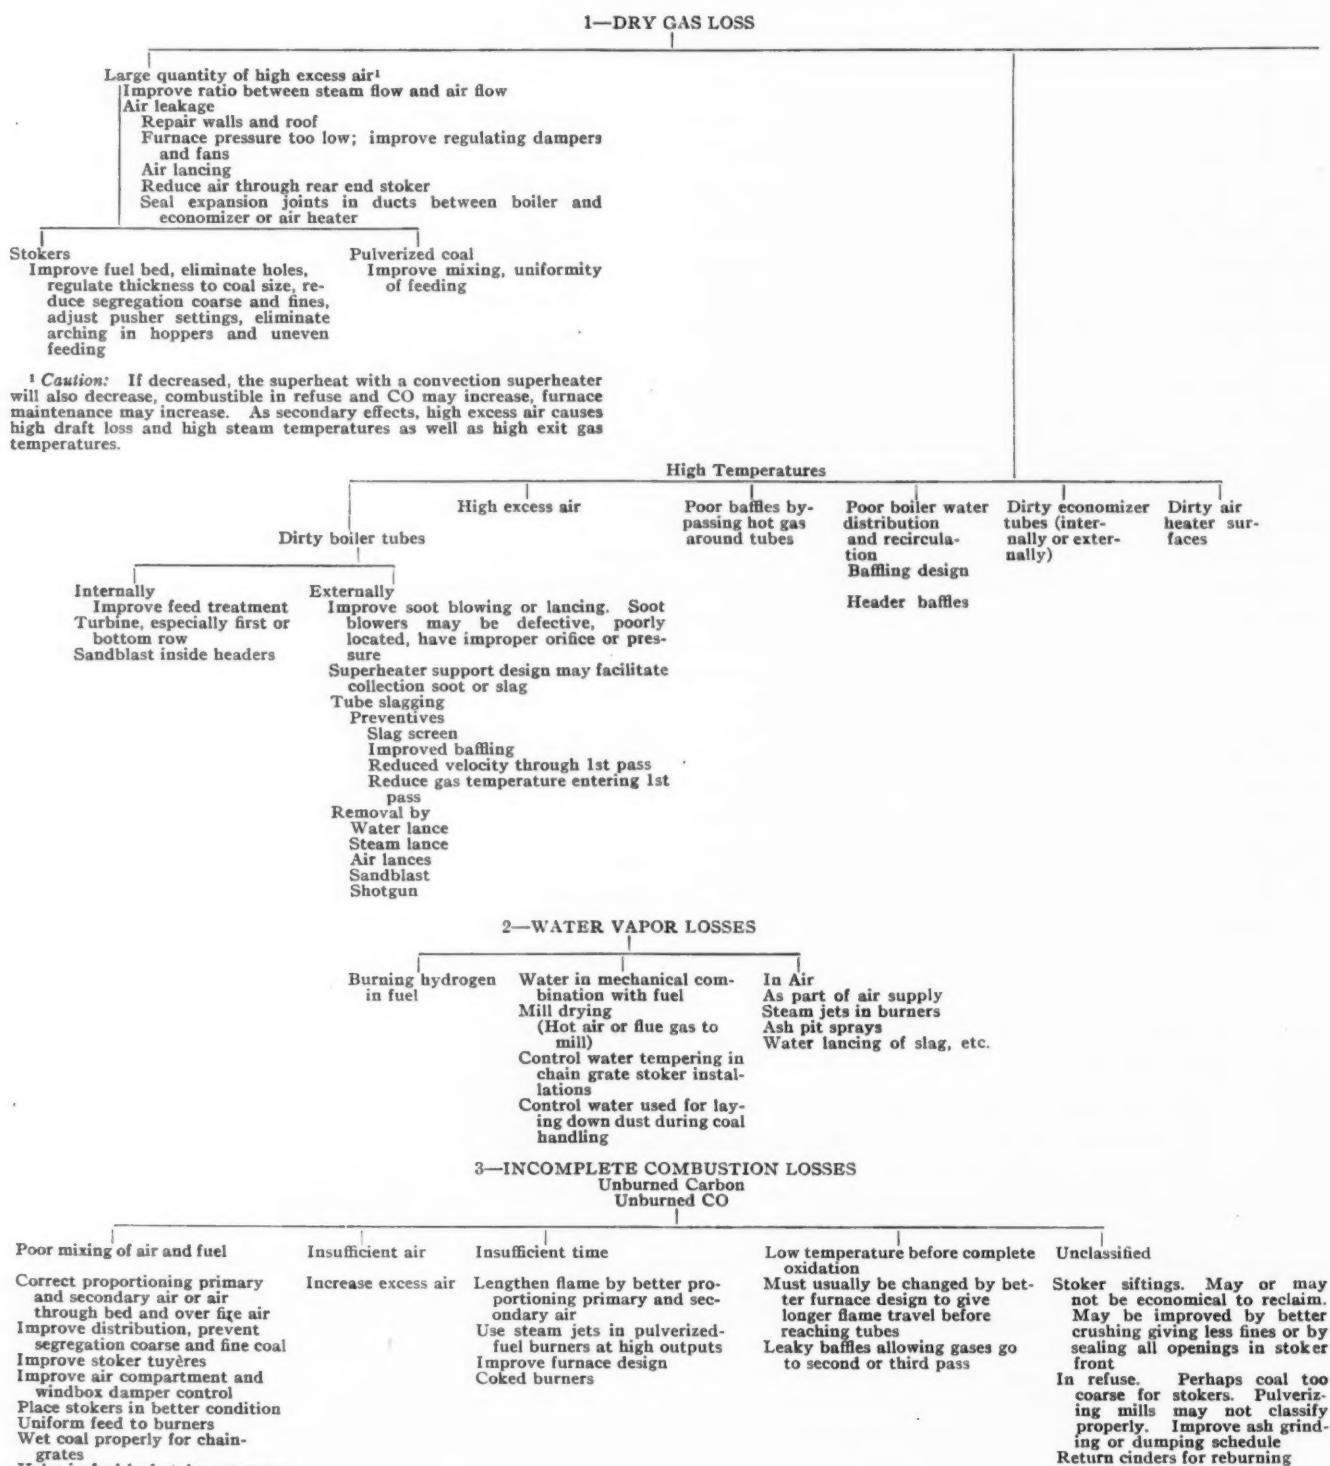 1—DRY GAS LOSS
Large quantity of high excess air¹
Improve ratio between steam flow and air flow
Air leakage
Repair walls and roof
Furnace pressure too low; improve regulating dampers
and fans
Air lancing
Reduce air through rear end stoker
Seal expansion joints in ducts between boiler and
economizer or air heater
Stokers
Improve fuel bed, eliminate holes,
regulate thickness to coal size, re-
duce segregation coarse and fines,
adjust pusher settings, eliminate
arching in hoppers and uneven
feeding
Pulverized coal
Improve mixing, uniformity
of feeding
¹ Caution: If decreased, the superheat with a convection superheater
will also decrease, combustible in refuse and CO may increase, furnace
maintenance may increase. As secondary effects, high excess air causes
high draft loss and high steam temperatures as well as high exit gas
temperatures.
High Temperatures
Dirty boiler tubes
High excess air
Poor baffles by-
passing hot gas
around tubes
Poor boiler water
distribution
and recircula-
tion
Baffling design
Header baffles
Dirty economizer
tubes (inter-
nally or exter-
nally)
Dirty air
heater sur-
faces
Internally
Improve feed treatment
Turbine, especially first or
bottom row
Sandblast inside headers
Externally
Improve soot blowing or lancing. Soot
blowers may be defective, poorly
located, have improper orifice or pres-
sure
Superheater support design may facilitate
collection soot or slag
Tube slagging
Preventives
Slag screen
Improved baffling
Reduced velocity through 1st pass
Reduce gas temperature entering 1st
pass
Removal by
Water lance
Steam lance
Air lances
Sandblast
Shotgun
2—WATER VAPOR LOSSES
Burning hydrogen
in fuel
Water in mechanical com-
bination with fuel
Mill drying
(Hot air or flue gas to
mill)
Control water tempering in
chain grate stoker instal-
lations
Control water used for lay-
ing down dust during coal
handling
In Air
As part of air supply
Steam jets in burners
Ash pit sprays
Water lancing of slag, etc.
3—INCOMPLETE COMBUSTION LOSSES
Unburned Carbon
Unburned CO
Poor mixing of air and fuel
Correct proportioning primary
and secondary air or air
through bed and over fire air
Improve distribution, prevent
segregation coarse and fine coal
Improve stoker tuyères
Improve air compartment and
windbox damper control
Place stokers in better condition
Uniform feed to burners
Wet coal properly for chain-
grates
Insufficient air
Increase excess air
Insufficient time
Lengthen flame by better pro-
portioning primary and sec-
ondary air
Use steam jets in pulverized-
fuel burners at high outputs
Improve furnace design
Coked burners
Low temperature before complete
oxidation
Must usually be changed by bet-
ter furnace design to give
longer flame travel before
reaching tubes
Leaky baffles allowing gases go
to second or third pass
Unclassified
Stoker siftings. May or may
not be economical to reclaim.
May be improved by better
crushing giving less fines or by
sealing all openings in stoker
front
In refuse. Perhaps coal too
coarse for stokers. Pulveriz-
ing mills may not classify
properly. Improve ash grind-
ing or dumping schedule
Return cinders for reburning